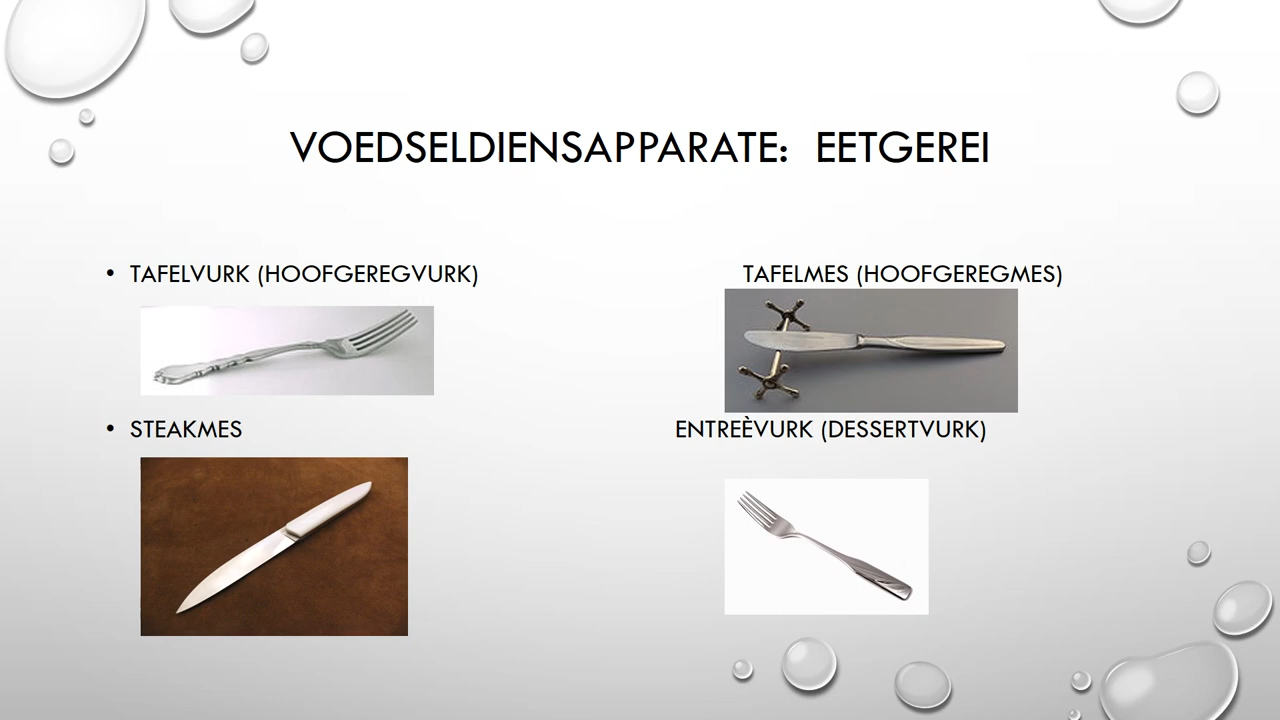 VOEDSELDIENSAPPARATE: EETGEREI
• TAFELVURK (HOOFGEREGVURK) TAFELMES (HOOFGEREGMES)
• STEAKMES ENTREÈVURK (DESSERTVURK)